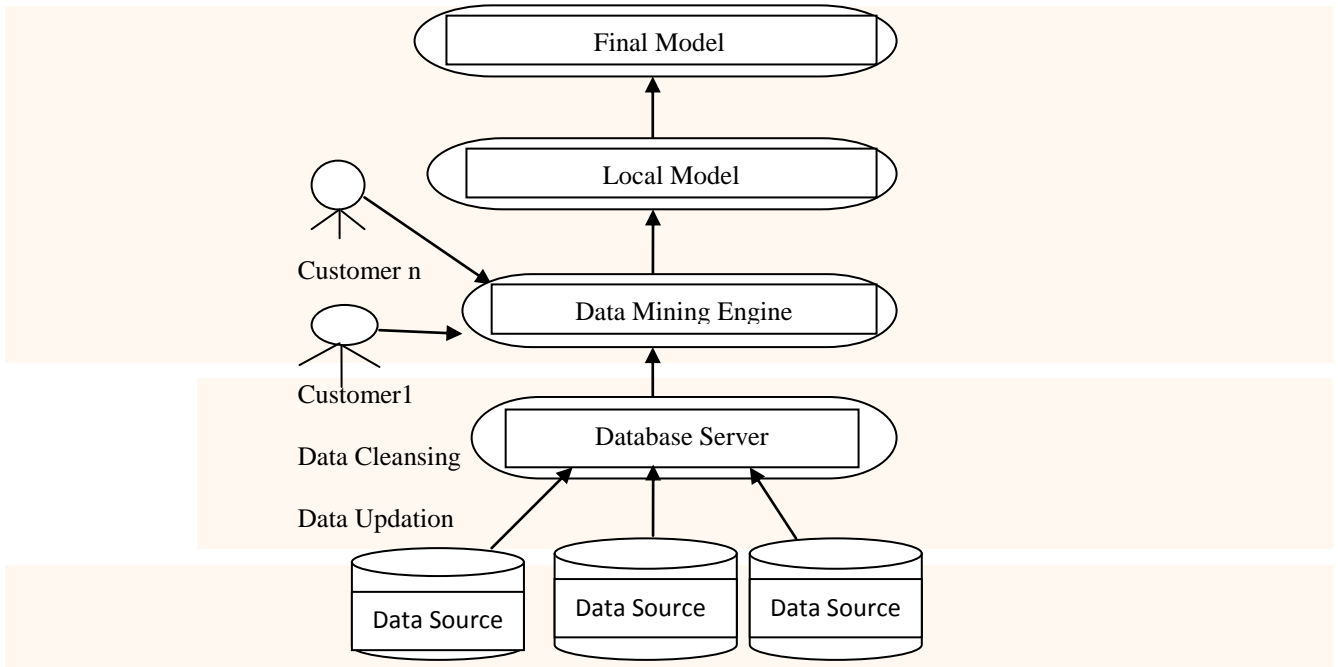 Final Model
Local Model
Customer n
Data Mining Engine
Customer1
Database Server
Data Cleansing
Data Updation
Data Source
Data Source
Data Source